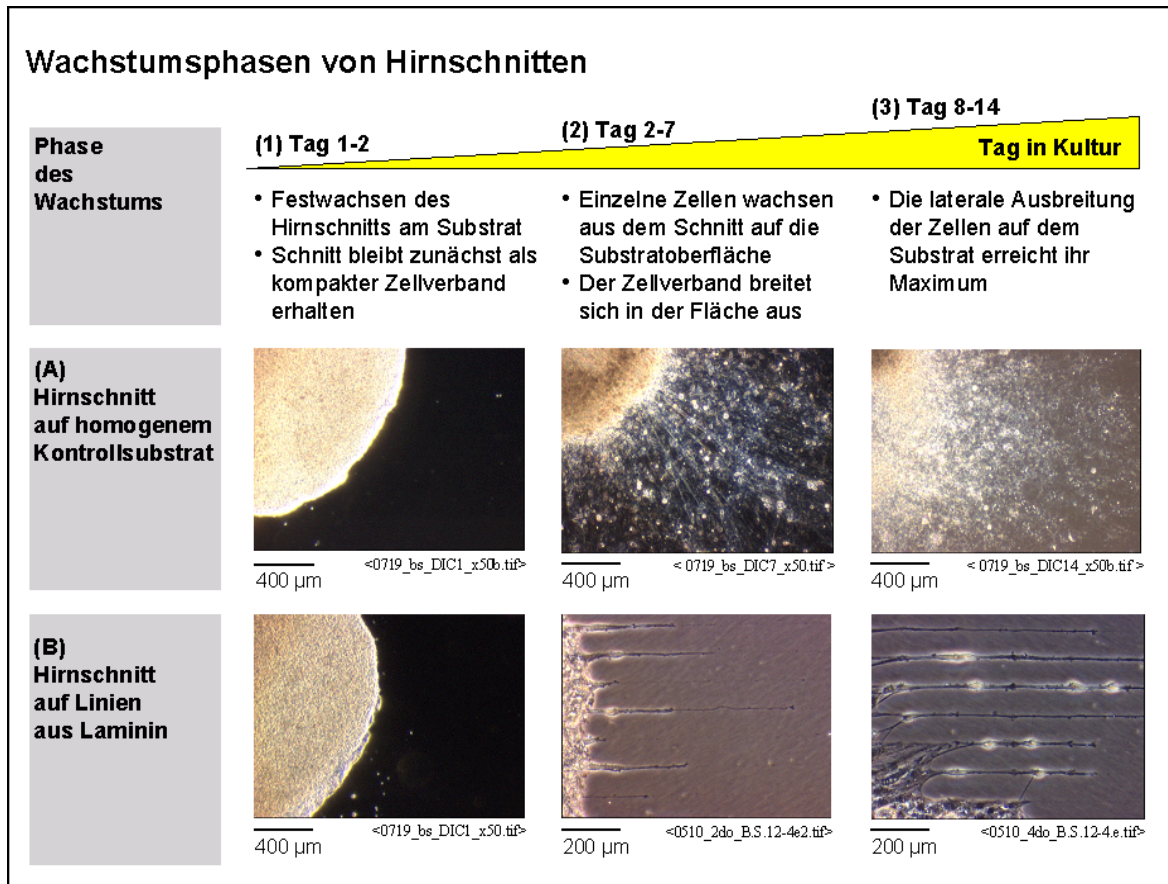 Wachstumsphasen von Hirnschnitten
Phase
des
Wachstums
(1) Tag 1-2
(2) Tag 2-7
(3) Tag 8-14
Tag in Kultur
• Festwachsen des
Hirnschnitts am Substrat
• Schnitt bleibt zunächst als
kompakter Zellverband
erhalten
• Einzelne Zellen wachsen
aus dem Schnitt auf die
Substratoberfläche
• Der Zellverband breitet
sich in der Fläche aus
• Die laterale Ausbreitung
der Zellen auf dem
Substrat erreicht ihr
Maximum
(A)
Hirnschnitt
auf homogenem
Kontrollsubstrat
<0719_bs_DIC1_x50b.tif>
400 µm
< 0719_bs_DIC7_x50.tif >
400 µm
< 0719_bs_DIC14_x50b.tif>
400 µm
(B)
Hirnschnitt
auf Linien
aus Laminin
<0719_bs_DIC1_x50.tif>
400 µm
<0510_2do_B.S.12-4e2.tif>
200 µm
<0510_4do_B.S.12-4.e.tif>
200 µm